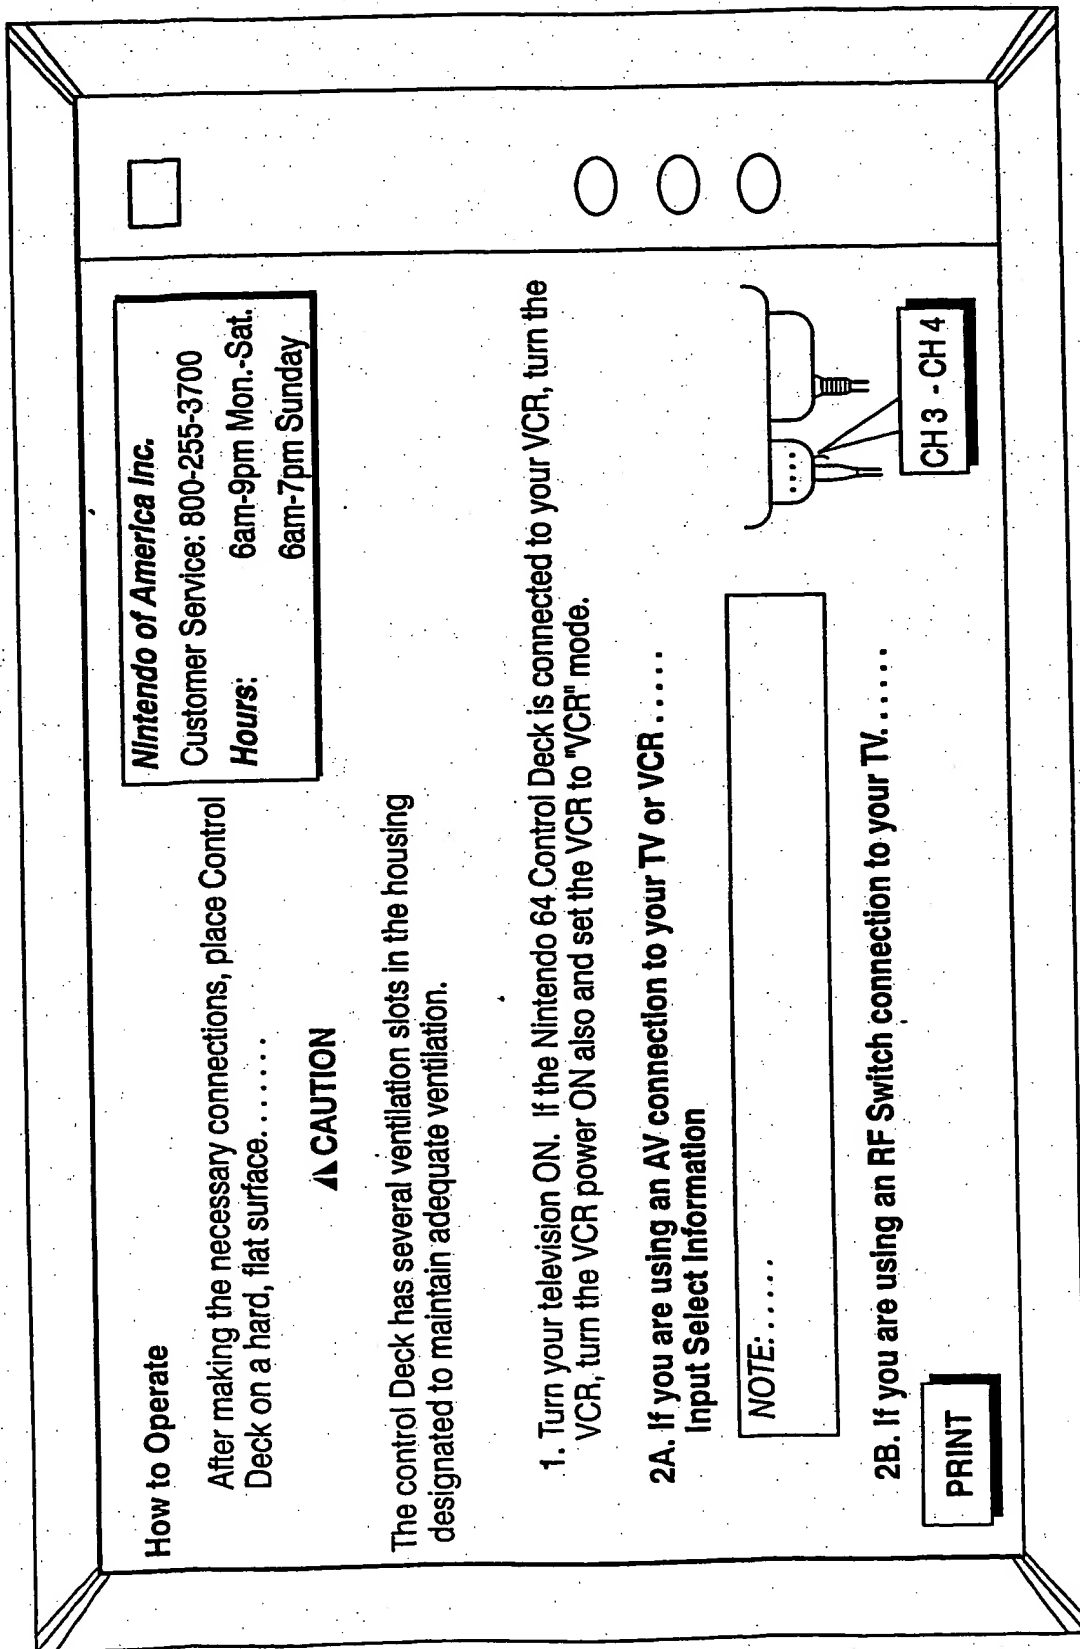 How to Operate
Nintendo of America Inc.
Customer Service: 800-255-3700
Hours: 6am-9pm Mon.-Sat.
6am-7pm Sunday
After making the necessary connections, place Control
Deck on a hard, flat surface.......
CAUTION
The control Deck has several ventilation slots in the housing
designated to maintain adequate ventilation.
1. Turn your television ON. If the Nintendo 64 Control Deck is connected to your VCR, turn the
VCR, turn the VCR power ON also and set the VCR to "VCR" mode.
2A. If you are using an AV connection to your TV or VCR.....
Input Select Information
NOTE:......
CH 3 - CH 4
2B. If you are using an RF Switch connection to your TV......
PRINT